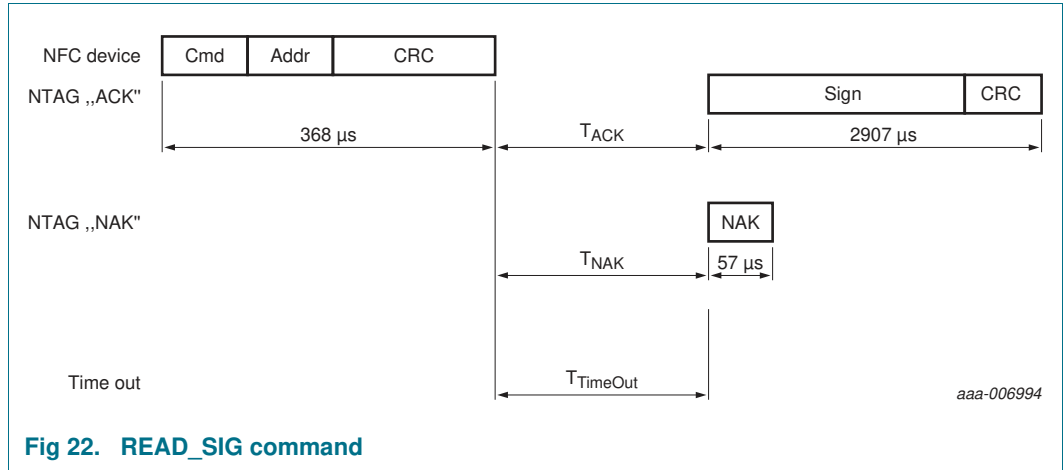 NFC device Cmd Addr CRC
NTAG ,,ACK" Sign CRC
368 µs TACK 2907 µs
NTAG ,,NAK" NAK
TNAK 57 µs
Time out TTimeOut aaa-006994
Fig 22. READ_SIG command